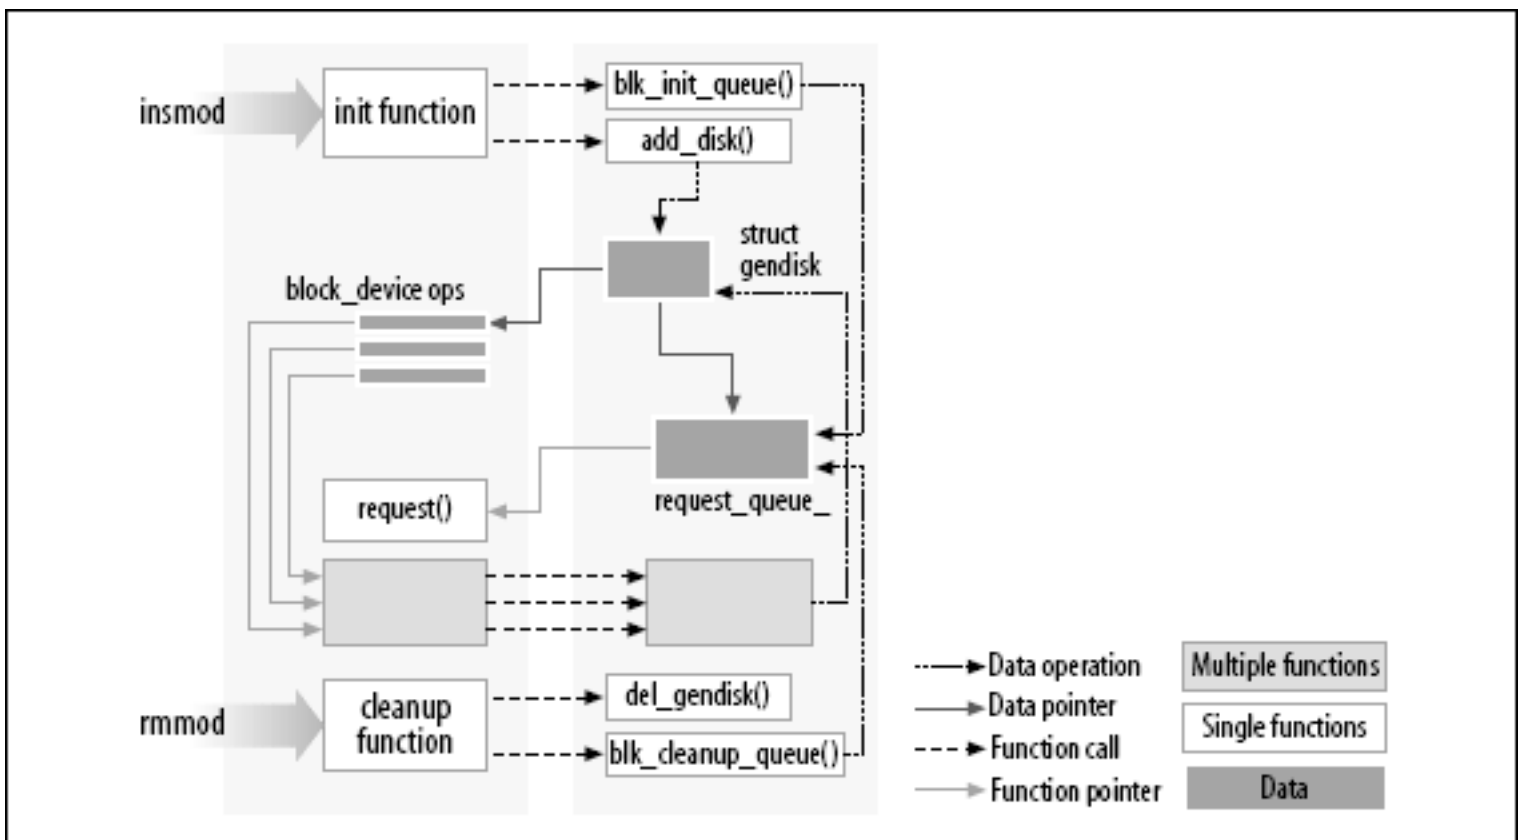 insmod
init function
blk_init_queue()
add_disk()
struct
gendisk
block_device ops
request_queue_
request()
rmmod
cleanup
function
del_gendisk()
blk_cleanup_queue()
Data operation
Data pointer
Function call
Function pointer
Multiple functions
Single functions
Data